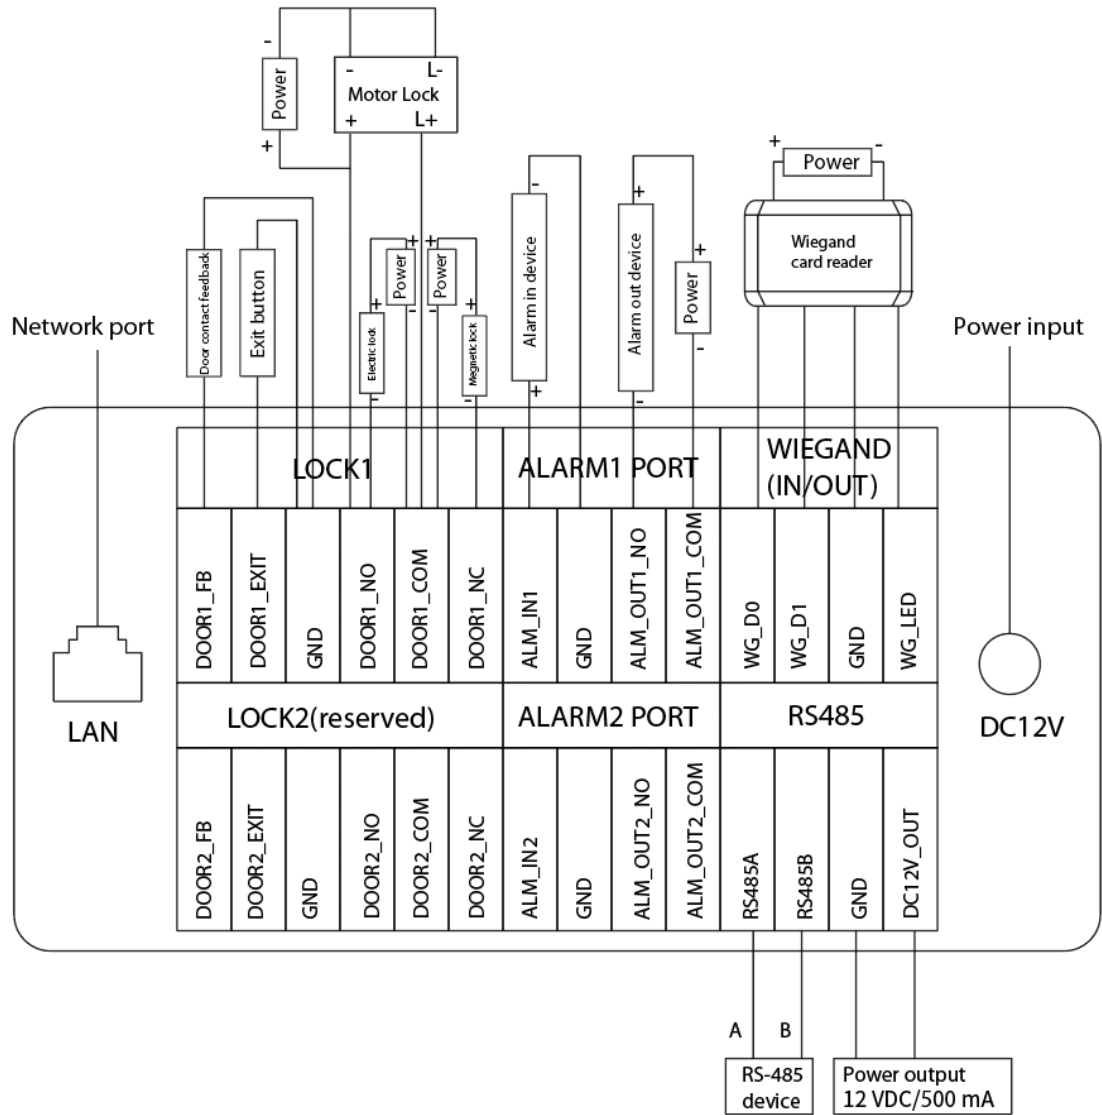 -
L-
Motor Lock
+
L+
-
Power
+
+
Power
-
Wiegand
card reader
Door contact feedback
Exit button
+
Electric lock
-
+
Power
-
+
Power
-
+
Megnetic lock
-
-
Alarm in device
+
+
Alarm out device
-
+
Power
-
Network port
Power input
LOCK1
ALARM1 PORT
WIEGAND
(IN/OUT)
DOOR1_FB
DOOR1_EXIT
GND
DOOR1_NO
DOOR1_COM
DOOR1_NC
ALM_IN1
GND
ALM_OUT1_NO
ALM_OUT1_COM
WG_D0
WG_D1
GND
WG_LED
LAN
DC12V
LOCK2(reserved)
ALARM2 PORT
RS485
DOOR2_FB
DOOR2_EXIT
GND
DOOR2_NO
DOOR2_COM
DOOR2_NC
ALM_IN2
GND
ALM_OUT2_NO
ALM_OUT2_COM
RS485A
RS485B
GND
DC12V_OUT
A
B
RS-485
device
Power output
12 VDC/500 mA